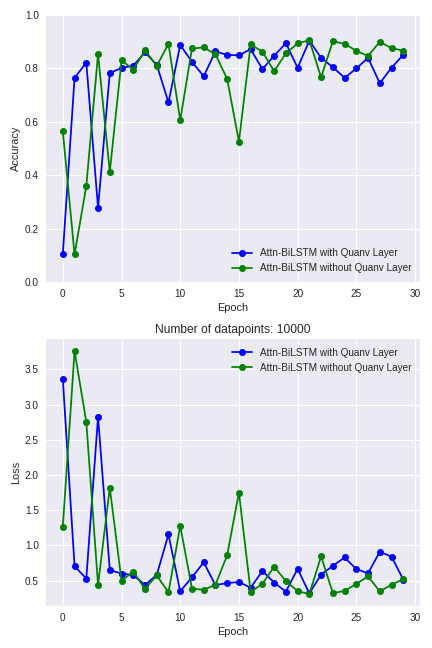 1.0
0.8
0.6
0.4
0.2
0.0
Accuracy
Attn-BiLSTM with Quanv Layer
Attn-BiLSTM without Quanv Layer
0 5 10 15 20 25 30
Epoch
Number of datapoints: 10000
3.5
3.0
2.5
2.0
1.5
1.0
0.5
Loss
Attn-BiLSTM with Quanv Layer
Attn-BiLSTM without Quanv Layer
0 5 10 15 20 25 30
Epoch